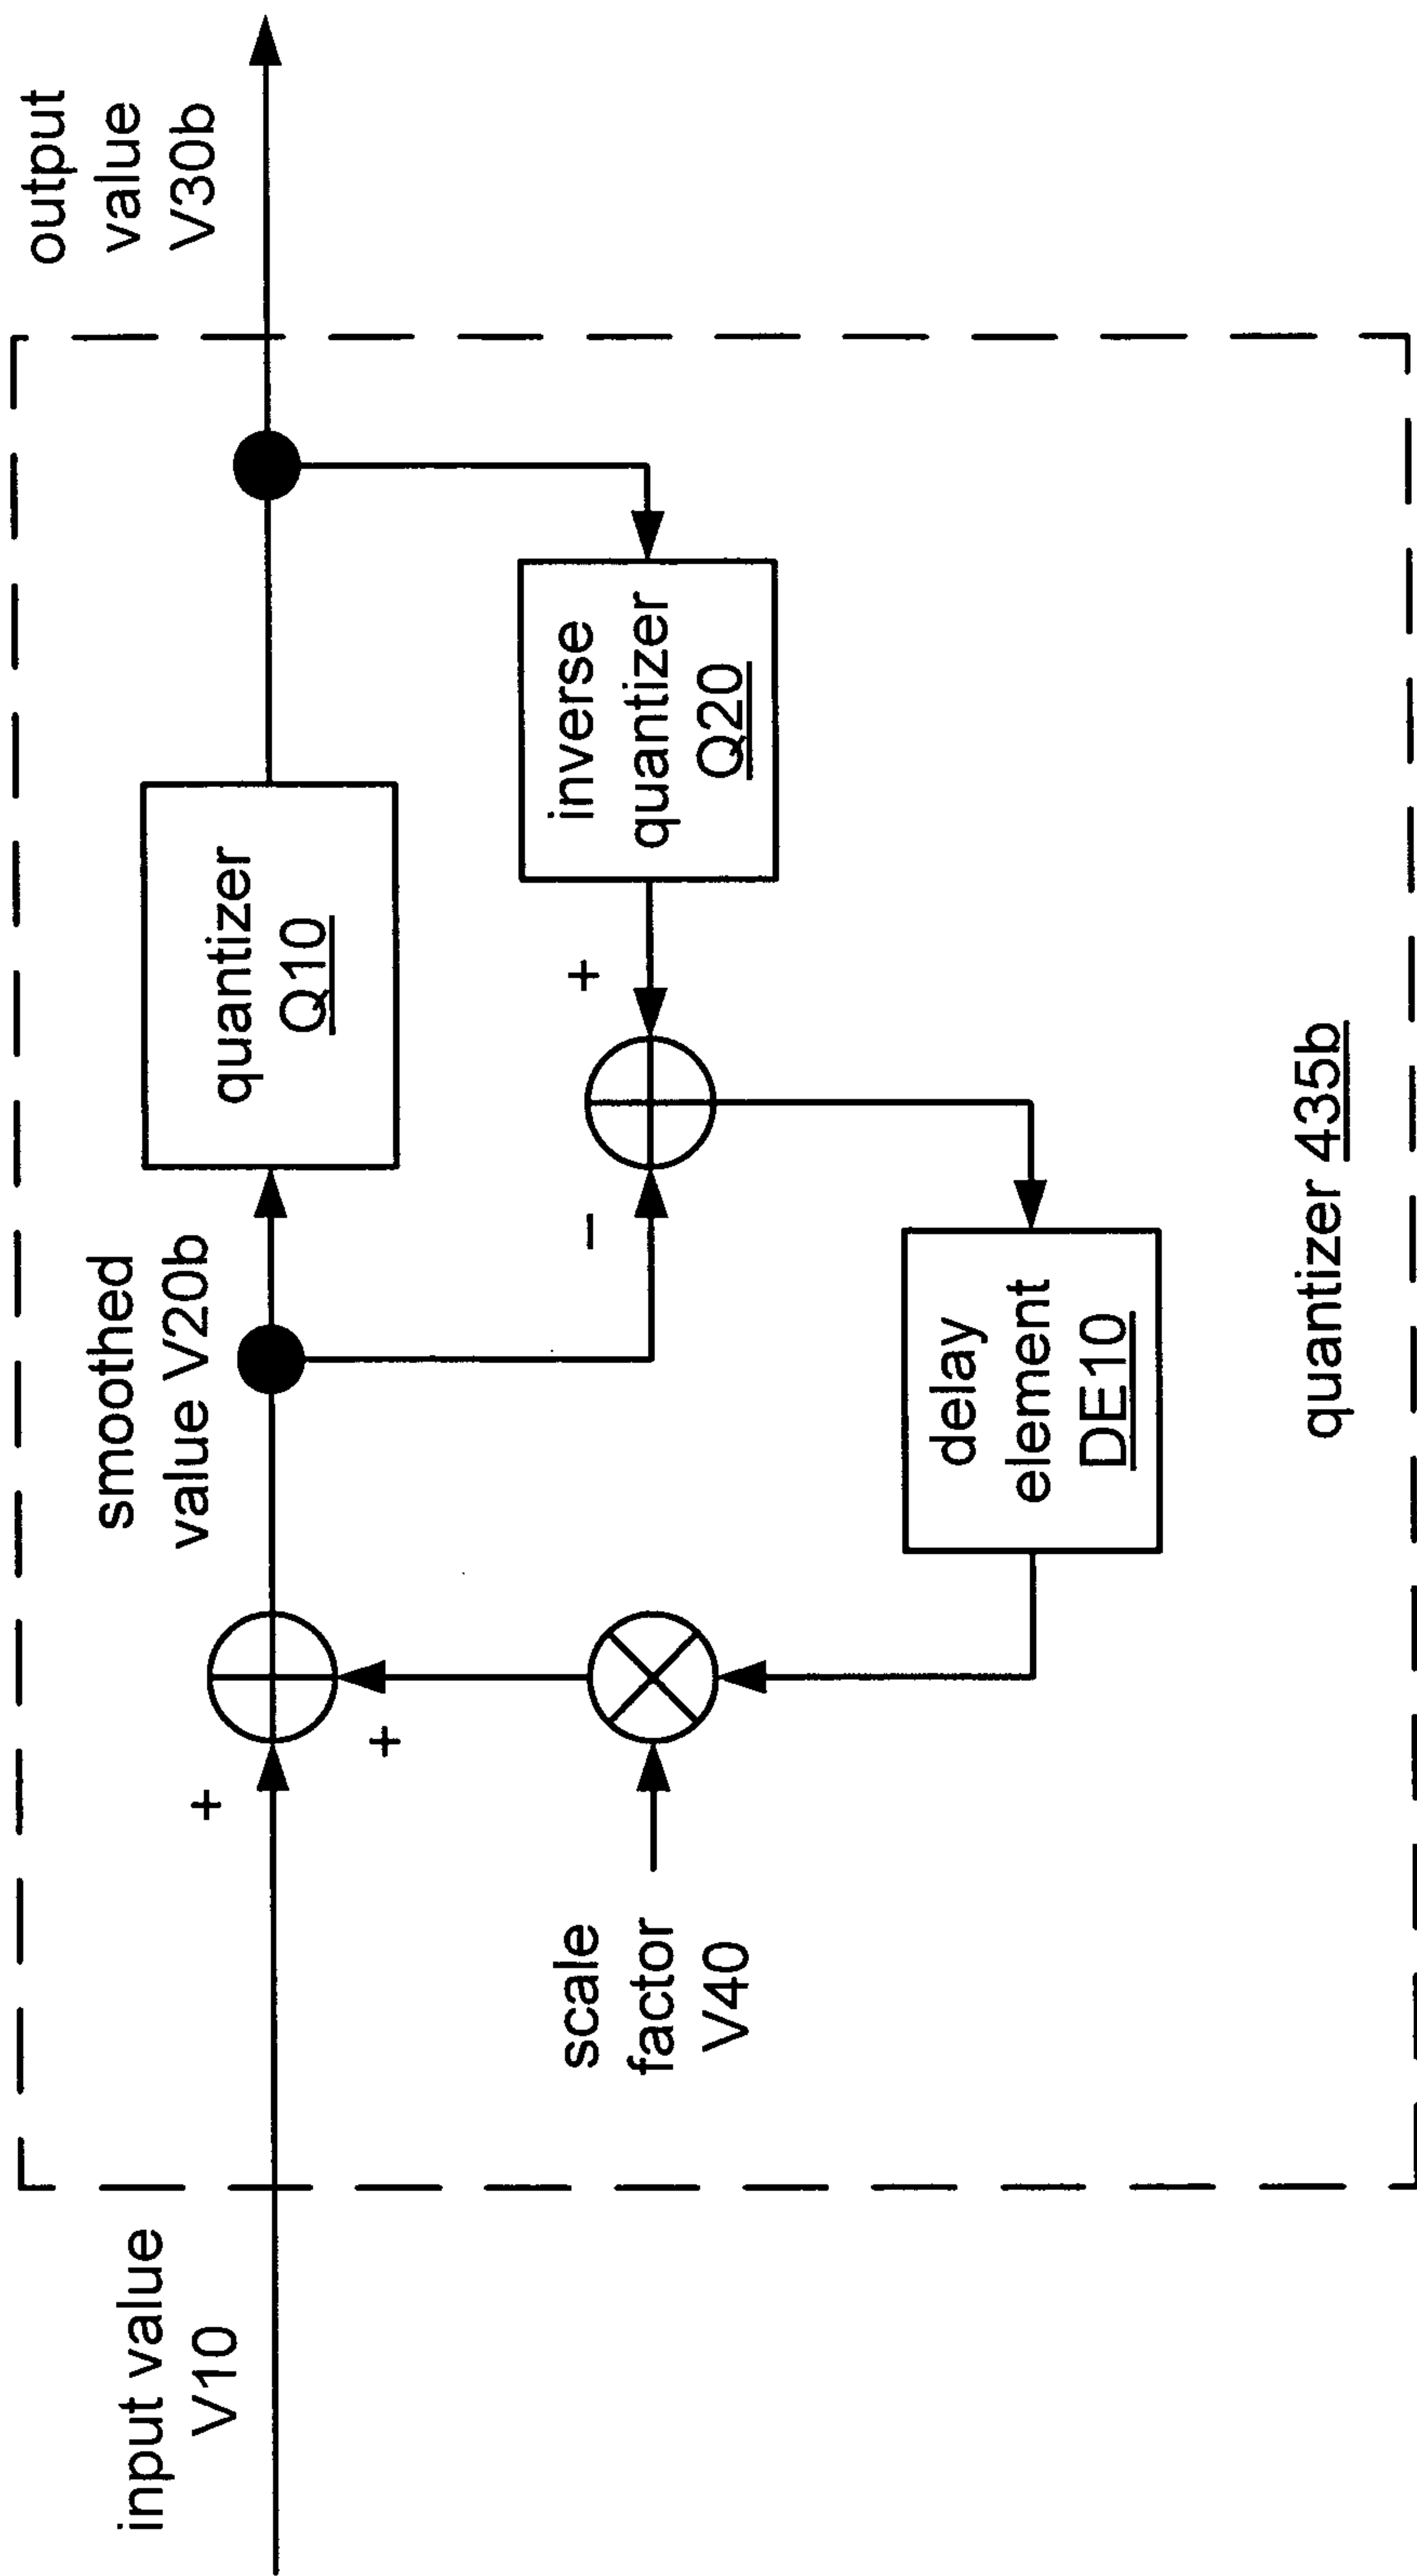 input value
V10
+
+
scale
factor
V40
smoothed
value V20b
quantizer
Q10
−
+
inverse
quantizer
Q20
delay
element
DE10
output
value
V30b
quantizer 435b